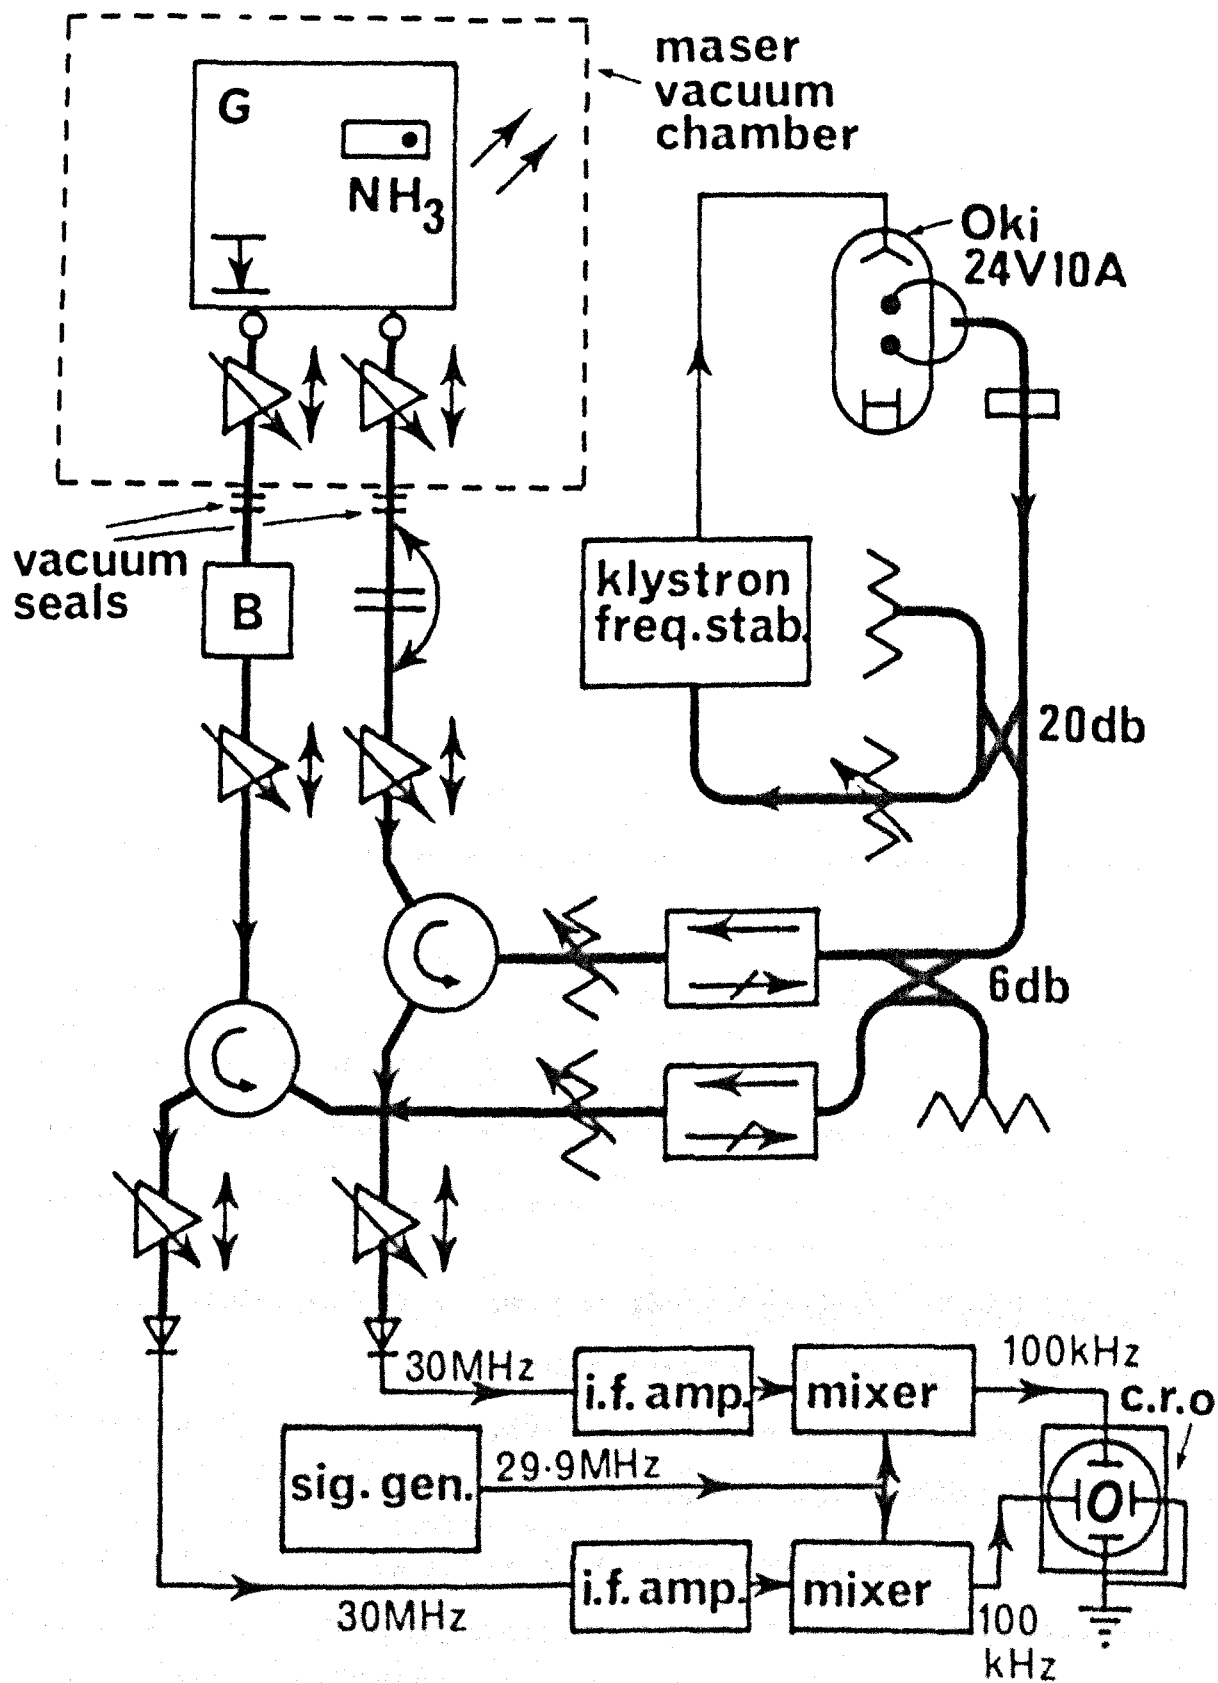 maser
vacuum
chamber
G
NH3
Oki
24V10A
vacuum
seals
B
klystron
freq.stab.
20db
6db
30MHz
i.f. amp.
mixer
100kHz
c.r.o
sig. gen.
29·9MHz
O
30MHz
i.f. amp.
mixer
100
kHz